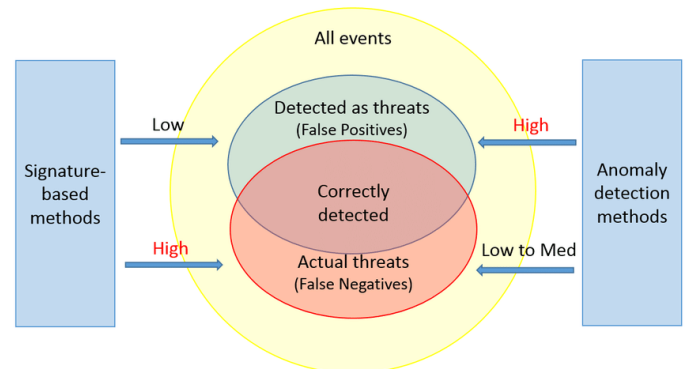 All events
Detected as threats
(False Positives)
Low
High
Signature-
based
methods
Correctly
detected
Anomaly
detection
methods
High
Low to Med
Actual threats
(False Negatives)